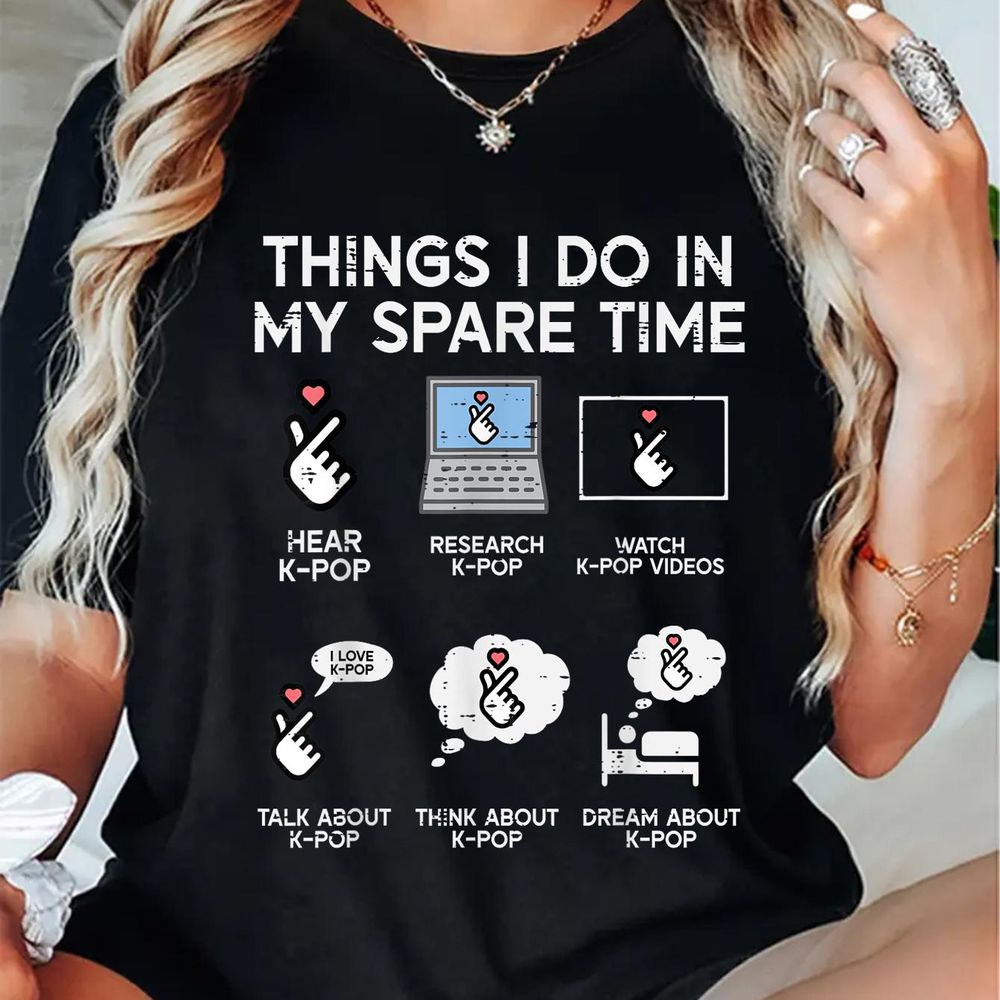 THINGS I DO IN
MY SPARE TIME
HEAR
K-POP
RESEARCH
K-POP
WATCH
K-POP VIDEOS
I LOVE
K-POP
TALK ABOUT
K-POP
THINK ABOUT
K-POP
DREAM ABOUT
K-POP